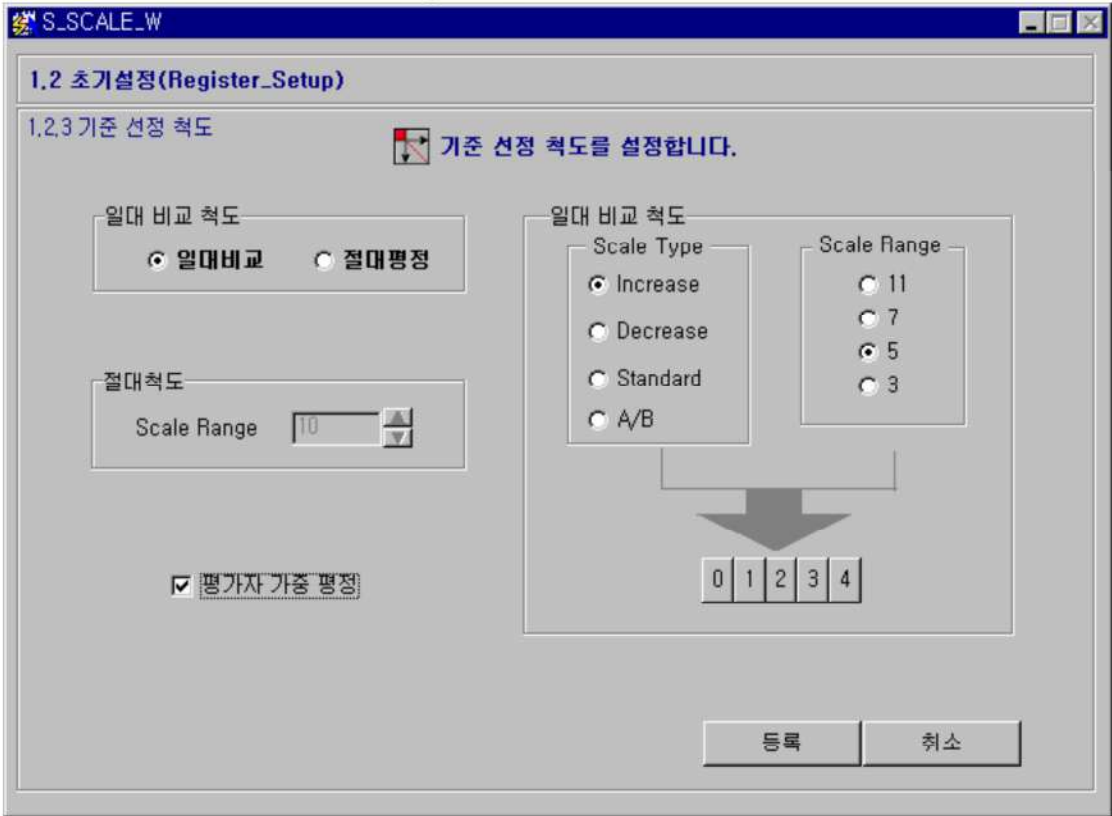 S_SCALE_W
1.2 초기설정(Register_Setup)
1.2.3 기준 선정 척도
기준 선정 척도를 설정합니다.
일대 비교 척도
일대비교 절대평정
절대척도
Scale Range 10
평가자 가중 평정
일대 비교 척도
Scale Type
Increase
Decrease
Standard
A/B
Scale Range
11
7
5
3
0 1 2 3 4
등록 취소